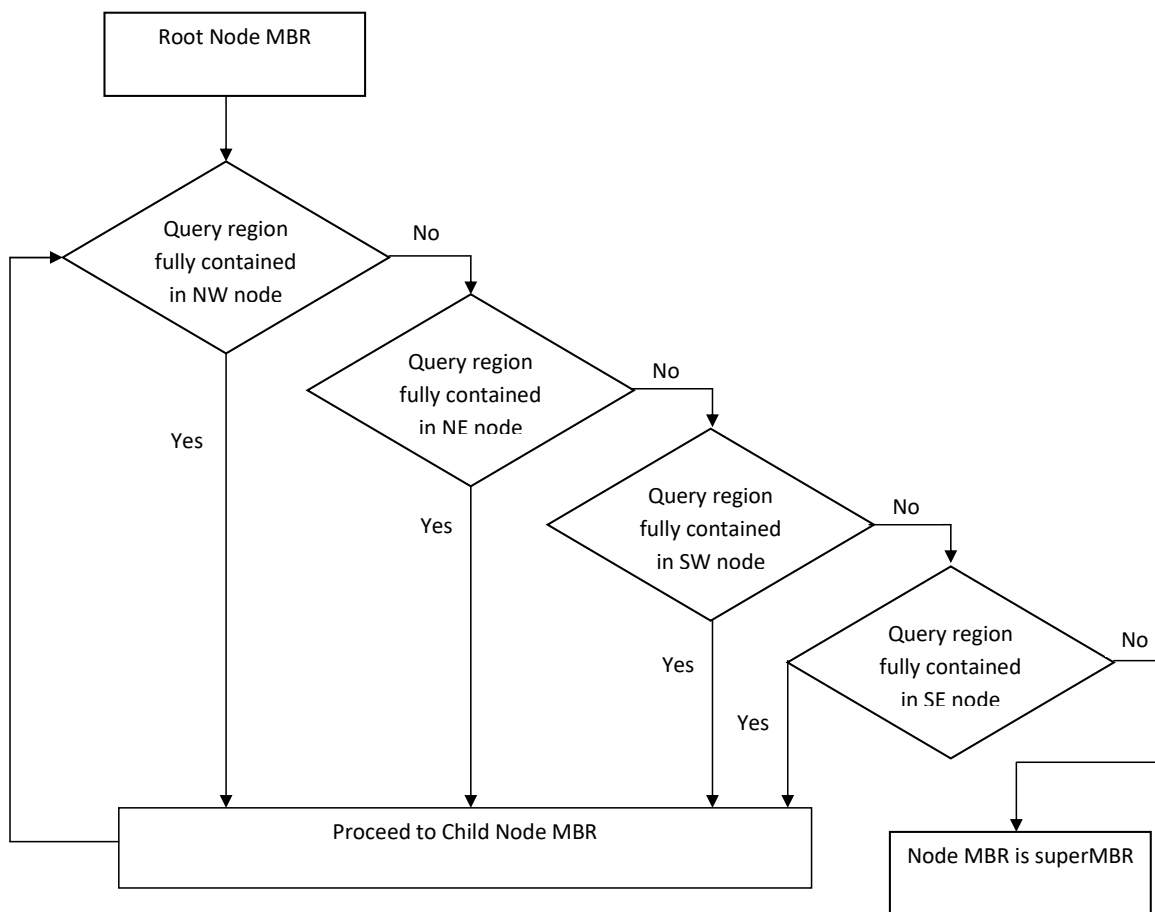 Root Node MBR
Query region
fully contained
in NW node
No
Query region
fully contained
in NE node
No
Yes
Query region
fully contained
in SW node
No
Yes
Query region
fully contained
in SE node
No
Yes
Yes
Proceed to Child Node MBR
Node MBR is superMBR